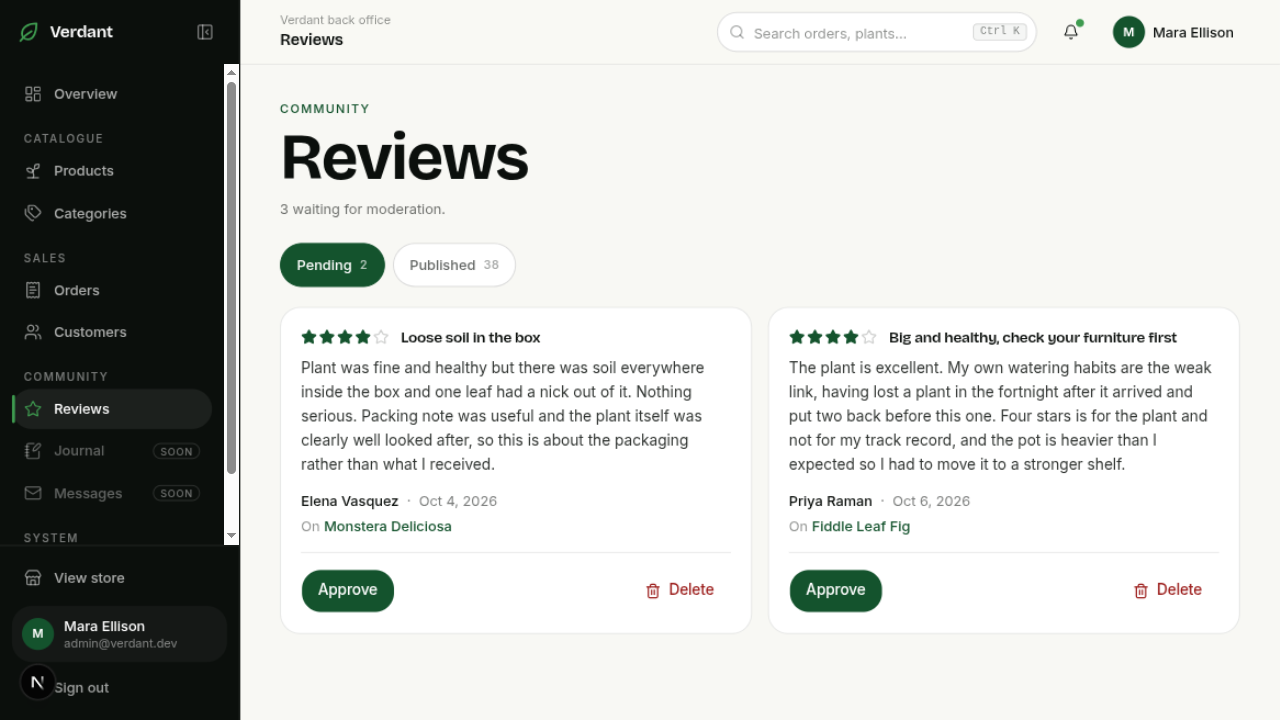 Verdant
Overview
CATALOGUE
Products
Categories
SALES
Orders
Customers
COMMUNITY
Reviews
Journal SOON
Messages SOON
SYSTEM
View store
M Mara Ellison
admin@verdant.dev
N Sign out
Verdant back office
Reviews
Search orders, plants... Ctrl K
M Mara Ellison
COMMUNITY
Reviews
3 waiting for moderation.
Pending 2 Published 38
Loose soil in the box
Plant was fine and healthy but there was soil everywhere
inside the box and one leaf had a nick out of it. Nothing
serious. Packing note was useful and the plant itself was
clearly well looked after, so this is about the packaging
rather than what I received.
Elena Vasquez · Oct 4, 2026
On Monstera Deliciosa
Approve Delete
Big and healthy, check your furniture first
The plant is excellent. My own watering habits are the weak
link, having lost a plant in the fortnight after it arrived and
put two back before this one. Four stars is for the plant and
not for my track record, and the pot is heavier than I
expected so I had to move it to a stronger shelf.
Priya Raman · Oct 6, 2026
On Fiddle Leaf Fig
Approve Delete